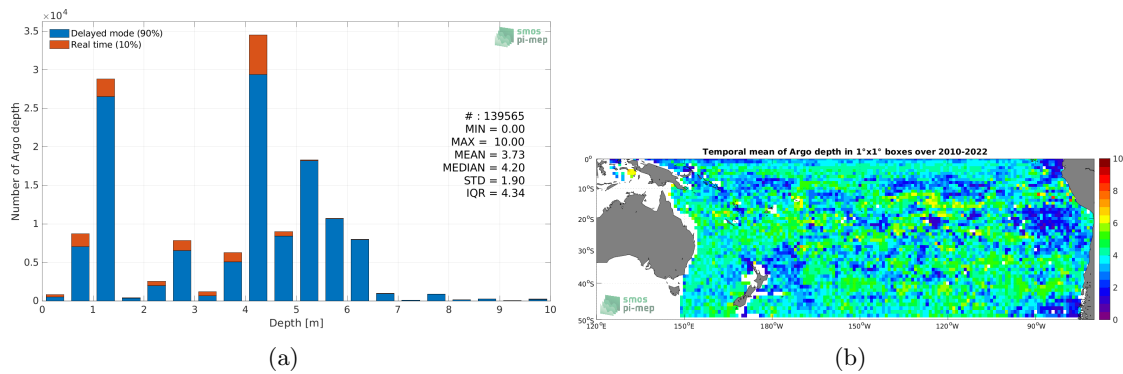 ×10⁴
Delayed mode (90%)
Real time (10%)
smos
pi-mep
# : 139565
MIN = 0.00
MAX = 10.00
MEAN = 3.73
MEDIAN = 4.20
STD = 1.90
IQR = 4.34
Number of Argo depth
3.5
3
2.5
2
1.5
1
0.5
0
0 1 2 3 4 5 6 7 8 9 10
Depth [m]
(a)
Temporal mean of Argo depth in 1°x1° boxes over 2010-2022
0°
10°S
20°S
30°S
40°S
50°S
120°E 150°E 180°W 150°W 120°W 90°W
smos
pi-mep
10
8
6
4
2
0
(b)